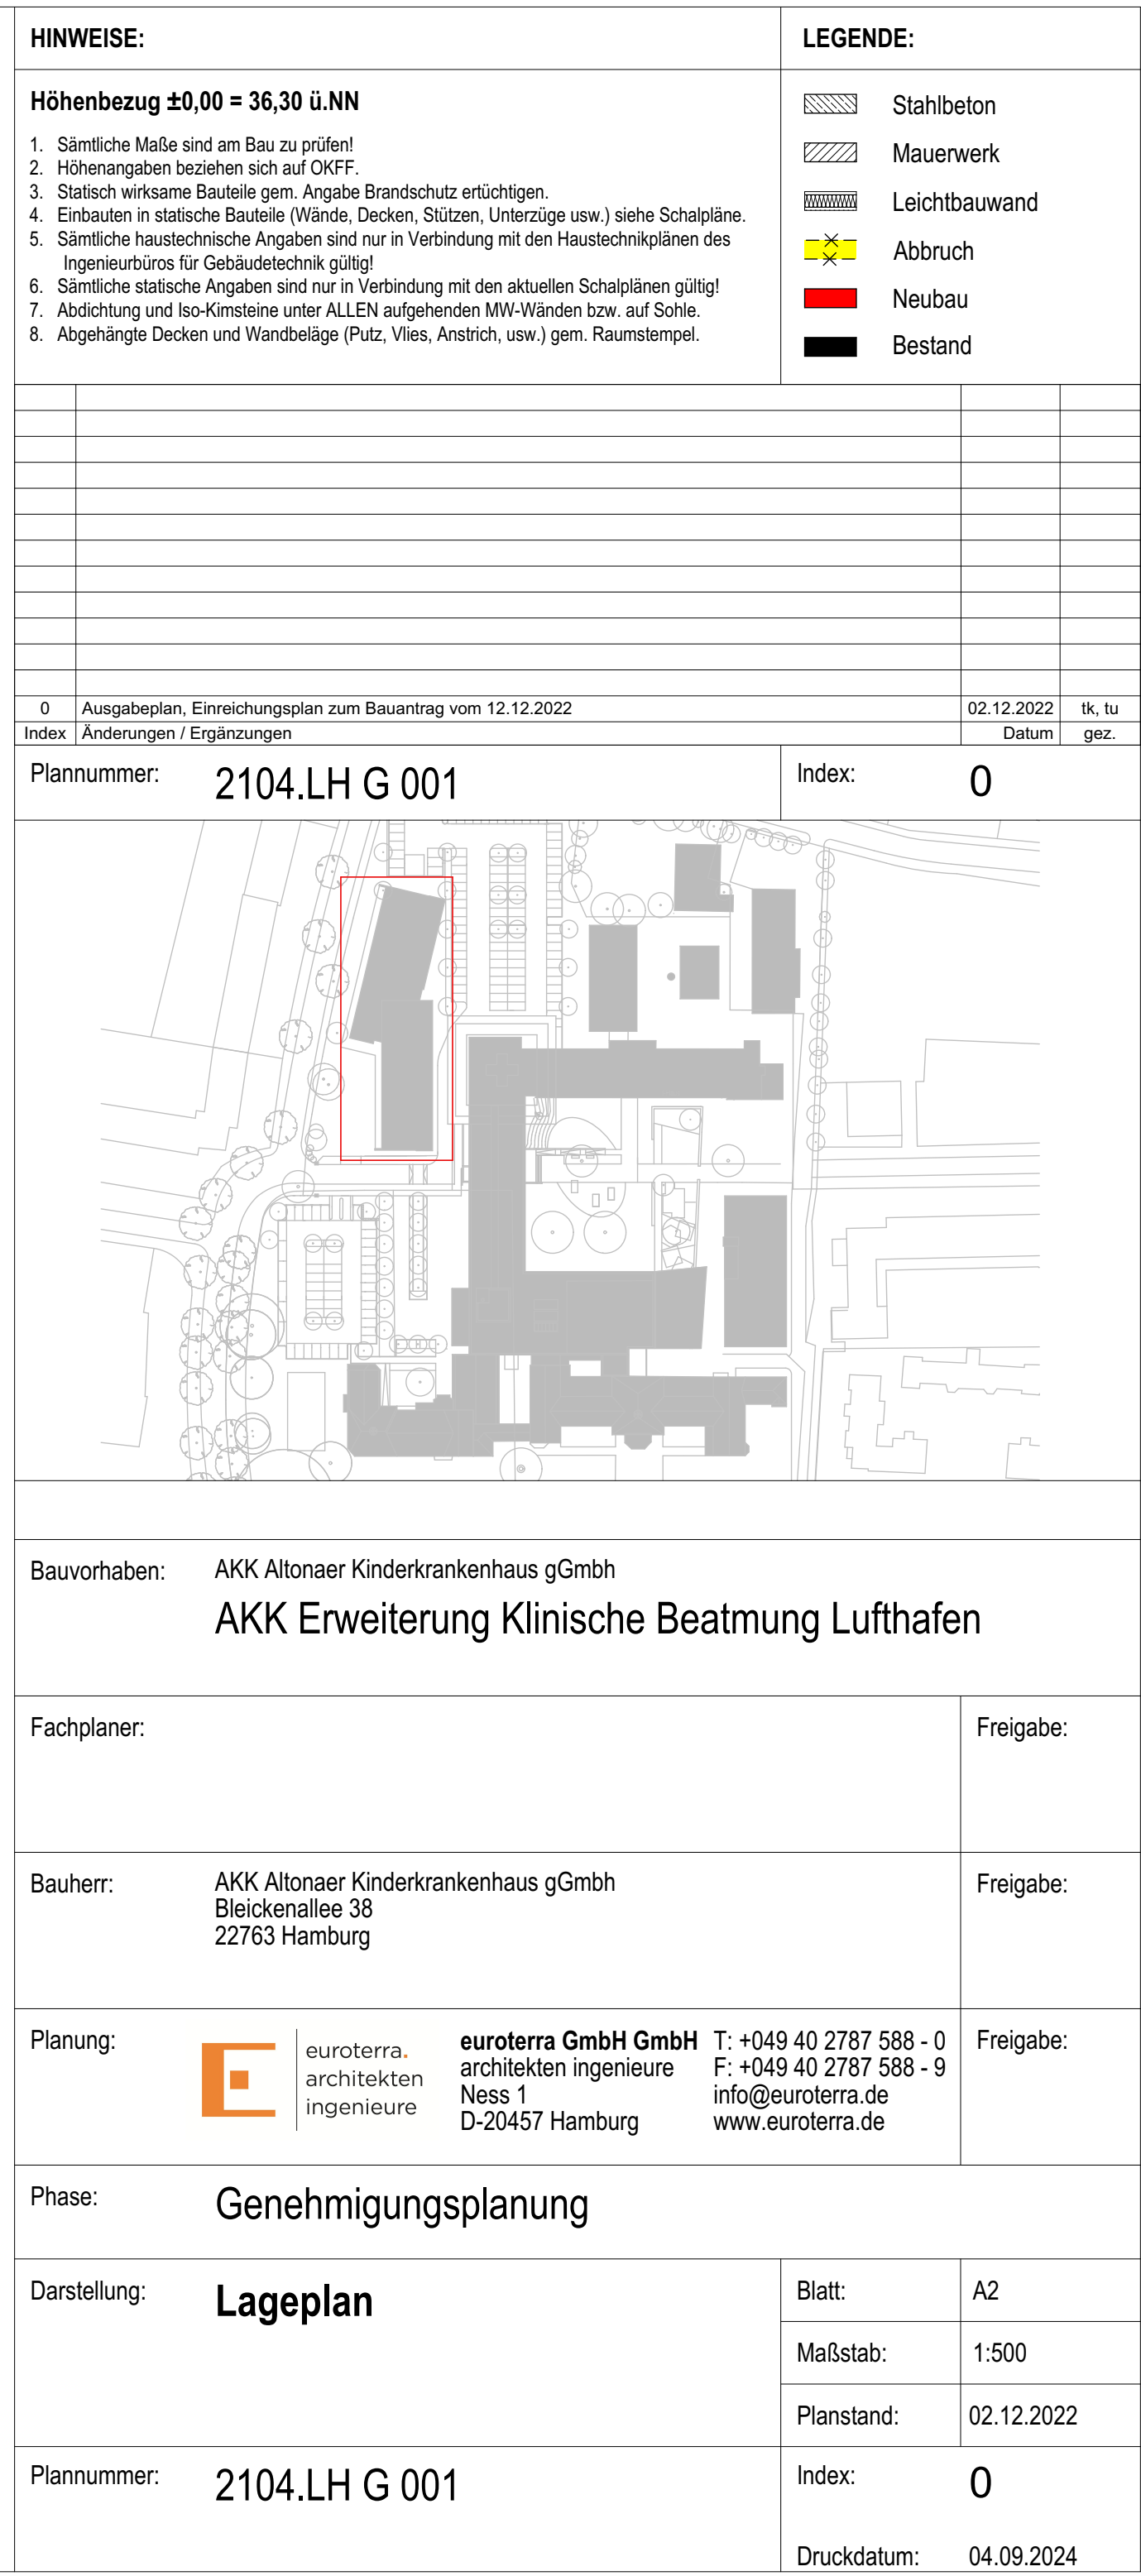 HINWEISE:
LEGENDE:
Höhenbezug ±0,00 = 36,30 ü.NN
1. Sämtliche Maße sind am Bau zu prüfen!
2. Höhenangaben beziehen sich auf OKFF.
3. Statisch wirksame Bauteile gem. Angabe Brandschutz ertüchtigen.
4. Einbauten in statische Bauteile (Wände, Decken, Stützen, Unterzüge usw.) siehe Schalpläne.
5. Sämtliche haustechnische Angaben sind nur in Verbindung mit den Haustechnikplänen des
Ingenieurbüros für Gebäudetechnik gültig!
6. Sämtliche statische Angaben sind nur in Verbindung mit den aktuellen Schalplänen gültig!
7. Abdichtung und Iso-Kimsteine unter ALLEN aufgehenden MW-Wänden bzw. auf Sohle.
8. Abgehängte Decken und Wandbeläge (Putz, Vlies, Anstrich, usw.) gem. Raumstempel.
Stahlbeton
Mauerwerk
Leichtbauwand
Abbruch
Neubau
Bestand
0 Ausgabeplan, Einreichungsplan zum Bauantrag vom 12.12.2022 02.12.2022 tk, tu
Index Änderungen / Ergänzungen Datum gez.
Plannummer: 2104.LH G 001 Index: 0
Bauvorhaben: AKK Altonaer Kinderkrankenhaus gGmbh
AKK Erweiterung Klinische Beatmung Lufthafen
Fachplaner: Freigabe:
Bauherr: AKK Altonaer Kinderkrankenhaus gGmbh Freigabe:
Bleickenallee 38
22763 Hamburg
Planung:
euroterra.
architekten
ingenieure
euroterra GmbH GmbH T: +049 40 2787 588 - 0
architekten ingenieure F: +049 40 2787 588 - 9
Ness 1 info@euroterra.de
D-20457 Hamburg www.euroterra.de
Freigabe:
Phase: Genehmigungsplanung
Darstellung: Lageplan
Blatt: A2
Maßstab: 1:500
Planstand: 02.12.2022
Plannummer: 2104.LH G 001 Index: 0
Druckdatum: 04.09.2024